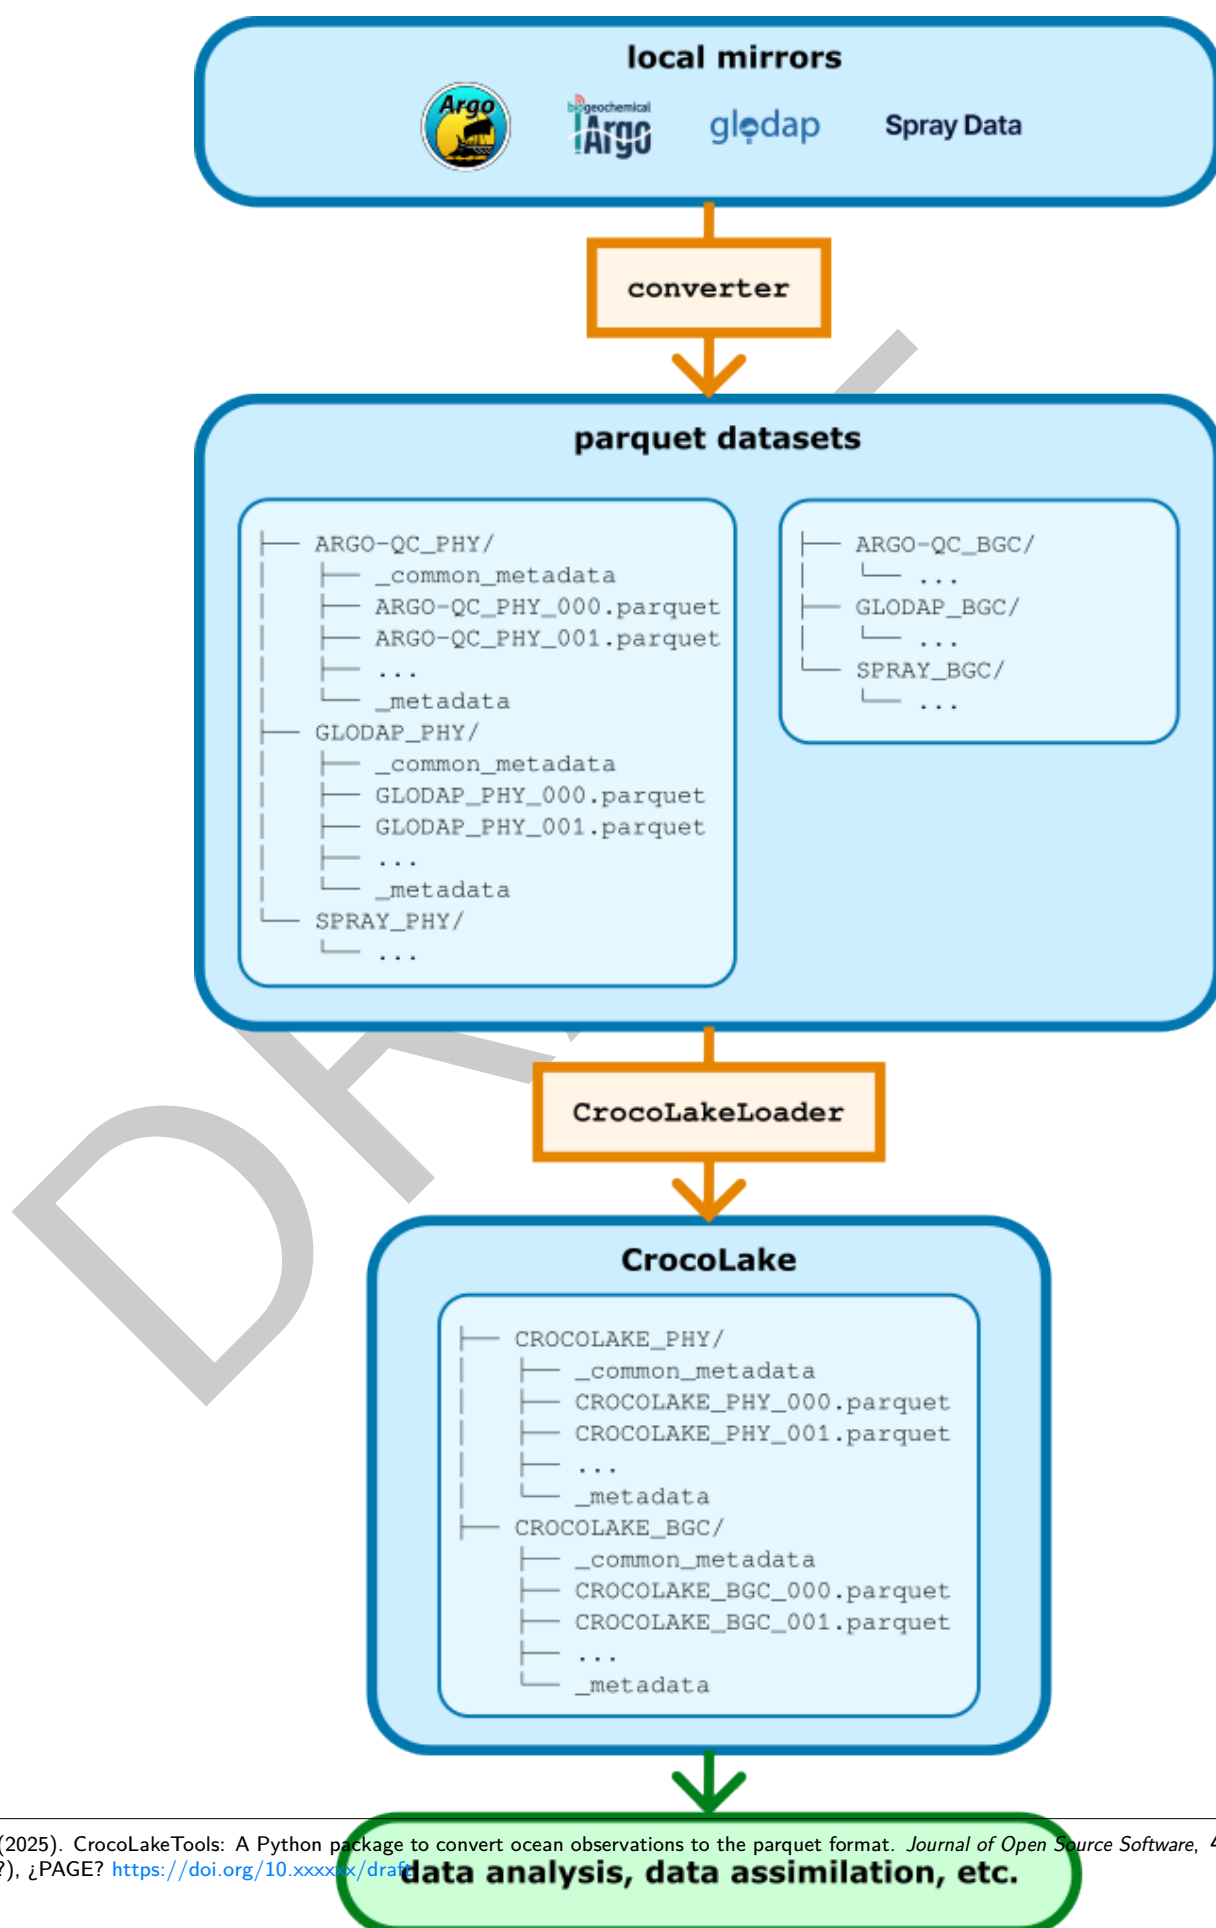 local mirrors
Argo
biogeochemical
Argo
glodap
Spray Data
converter
parquet datasets
├── ARGO-QC_PHY/
│   ├── _common_metadata
│   ├── ARGO-QC_PHY_000.parquet
│   ├── ARGO-QC_PHY_001.parquet
│   ├── ...
│   └── _metadata
├── GLODAP_PHY/
│   ├── _common_metadata
│   ├── GLODAP_PHY_000.parquet
│   ├── GLODAP_PHY_001.parquet
│   ├── ...
│   └── _metadata
└── SPRAY_PHY/
    └── ...
├── ARGO-QC_BGC/
│   └── ...
├── GLODAP_BGC/
│   └── ...
└── SPRAY_BGC/
    └── ...
CrocoLakeLoader
CrocoLake
├── CROCOLAKE_PHY/
│   ├── _common_metadata
│   ├── CROCOLAKE_PHY_000.parquet
│   ├── CROCOLAKE_PHY_001.parquet
│   ├── ...
│   └── _metadata
├── CROCOLAKE_BGC/
    ├── _common_metadata
    ├── CROCOLAKE_BGC_000.parquet
    ├── CROCOLAKE_BGC_001.parquet
    ├── ...
    └── _metadata
(2025). CrocoLakeTools: A Python package to convert ocean observations to the parquet format. Journal of Open Source Software, 4
?), ¿PAGE? https://doi.org/10.xxxxxx/draft
data analysis, data assimilation, etc.